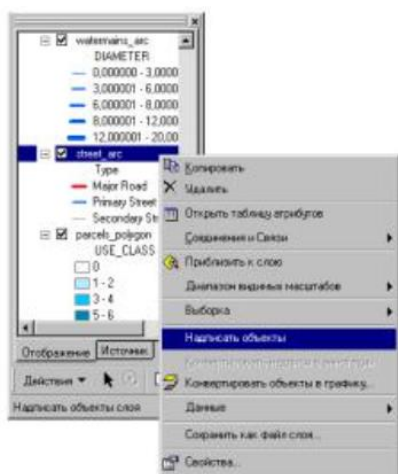 watermains_arc
DIAMETER
0,000000 - 3,0000
3,000001 - 6,0000
6,000001 - 8,0000
8,000001 - 12,000
12,000001 - 20,00
street_arc
Type
Major Road
Primary Street
Secondary Str
parcels_polygon
USE_CLASS
0
1 - 2
3 - 4
5 - 6
Отображение Источник
Действия
Надписать объекты слоя
Копировать
Удалить
Открыть таблицу атрибутов
Соединения и Связи
Приблизить к слою
Диапазон видимых масштабов
Выборка
Надписать объекты
Конвертировать объекты в графику...
Данные
Сохранить как файл слоя...
Свойства...